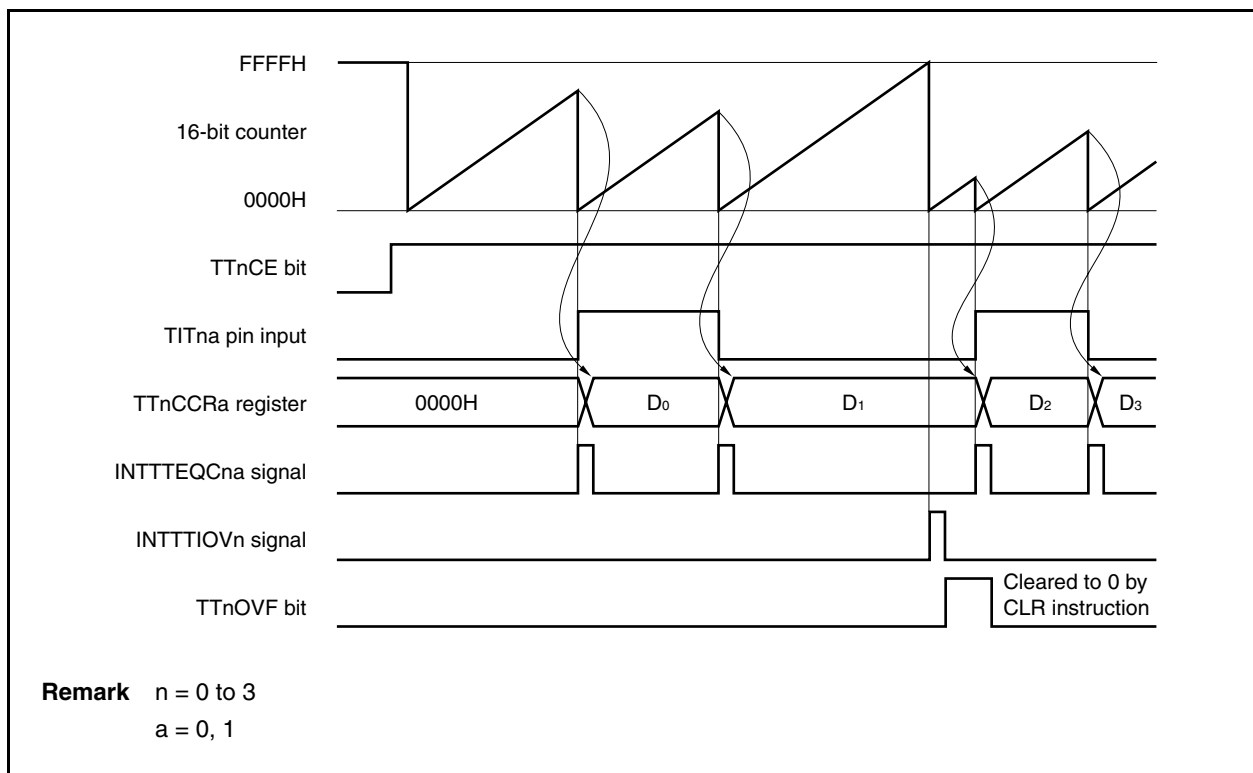 FFFFH
16-bit counter
0000H
TTnCE bit
TITna pin input
TTnCCRa register
0000H
D0
D1
D2
D3
INTTTEQCna signal
INTTTIOVn signal
TTnOVF bit
Cleared to 0 by
CLR instruction
Remark n = 0 to 3
a = 0, 1